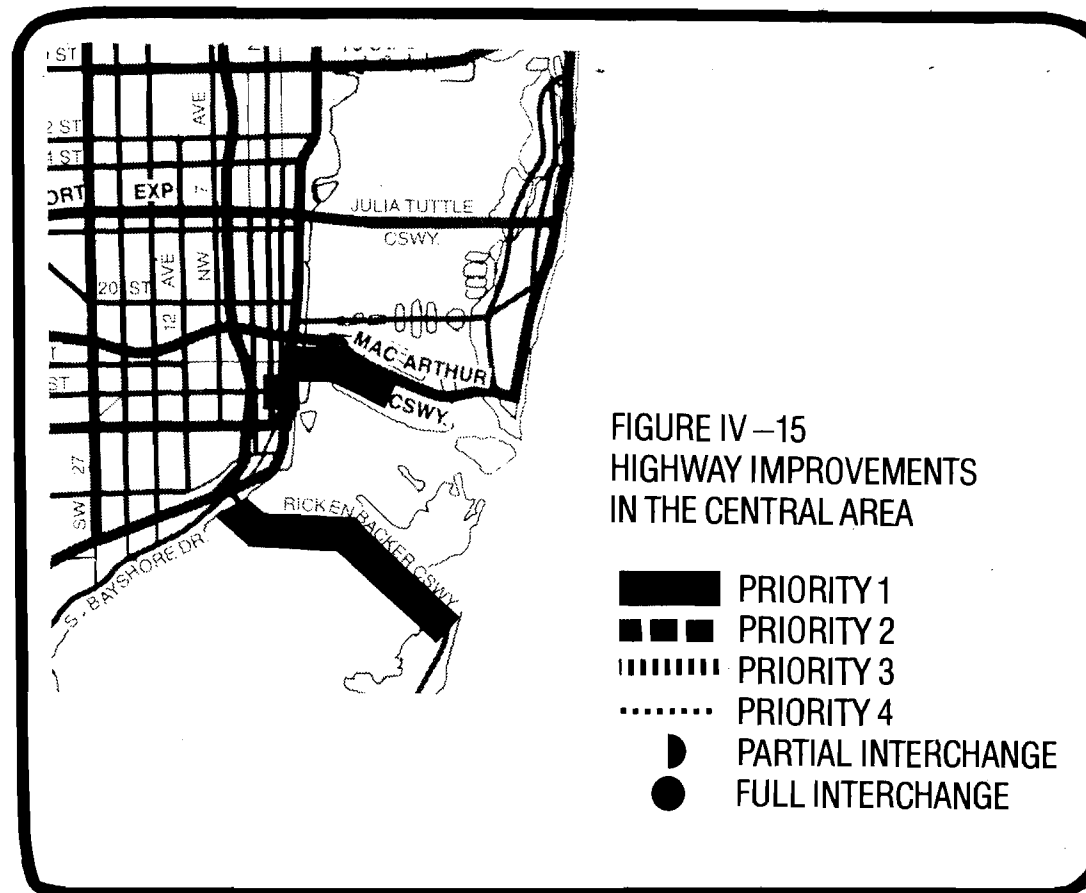 ST
AVE
2 ST
1 ST
ORT EXP
7
JULIA TUTTLE
CSWY.
AVE
NW
20 ST
12
MAC ARTHUR
CSWY.
T
ST
27
SW
RICKENBACKER CSWY
S - BAYSHORE DR.
FIGURE IV-15
HIGHWAY IMPROVEMENTS
IN THE CENTRAL AREA
PRIORITY 1
PRIORITY 2
PRIORITY 3
PRIORITY 4
PARTIAL INTERCHANGE
FULL INTERCHANGE